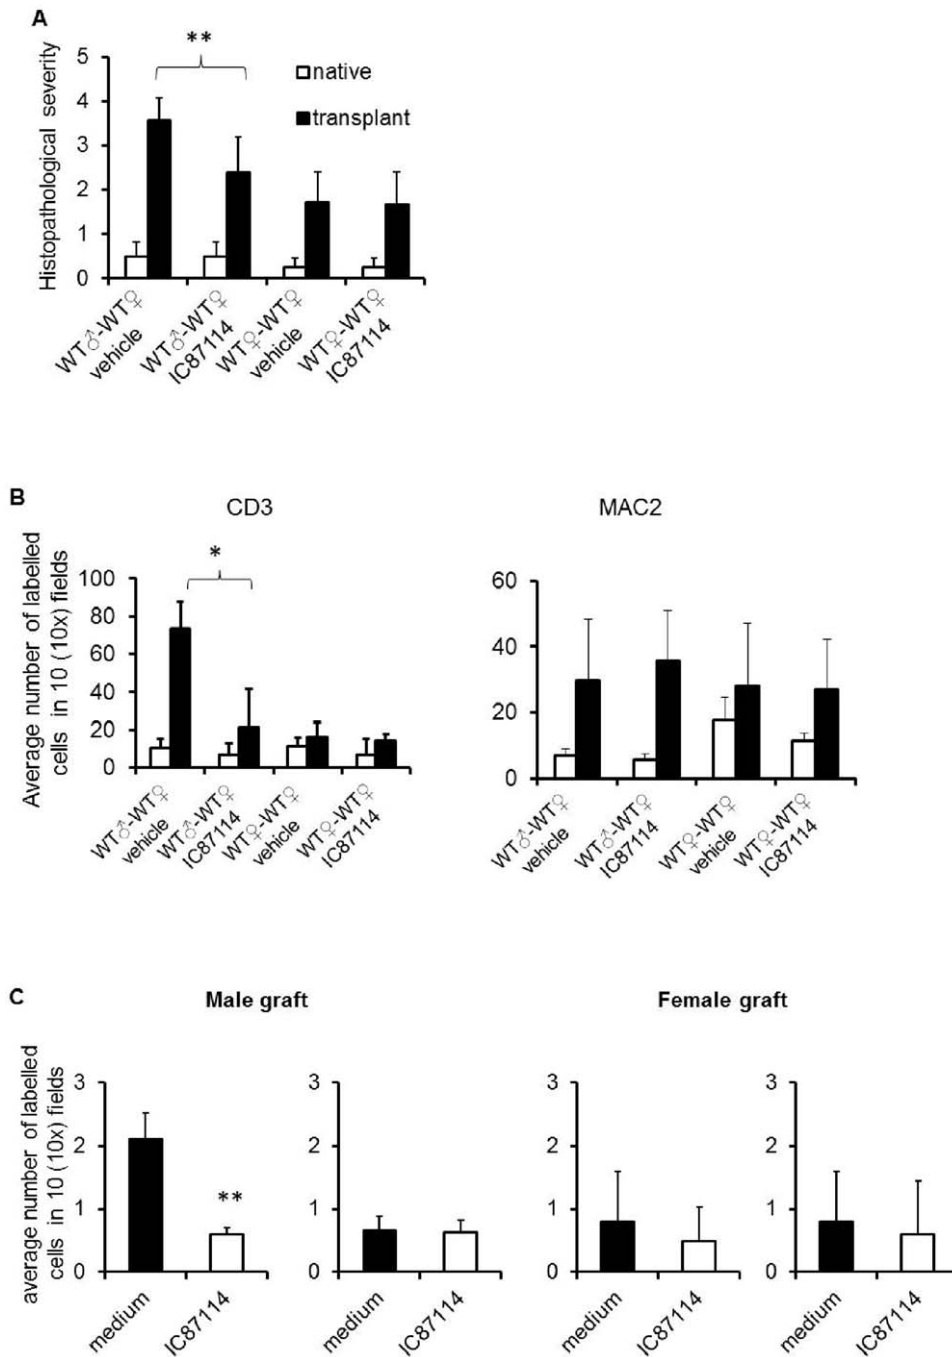 A
**
5
4
3
2
1
0
Histopathological severity
native
transplant
WT♂-WT♀
vehicle
WT♂-WT♀
IC87114
WT♀-WT♀
vehicle
WT♀-WT♀
IC87114
B
CD3
MAC2
Average number of labelled
cells in 10 (10x) fields
*
100
80
60
40
20
0
WT♂-WT♀
vehicle
WT♂-WT♀
IC87114
WT♀-WT♀
vehicle
WT♀-WT♀
IC87114
60
40
20
0
WT♂-WT♀
vehicle
WT♂-WT♀
IC87114
WT♀-WT♀
vehicle
WT♀-WT♀
IC87114
C
Male graft
Female graft
average number of labelled
cells in 10 (10x) fields
3
2
1
0
**
medium
IC87114
3
2
1
0
medium
IC87114
3
2
1
0
medium
IC87114
3
2
1
0
medium
IC87114